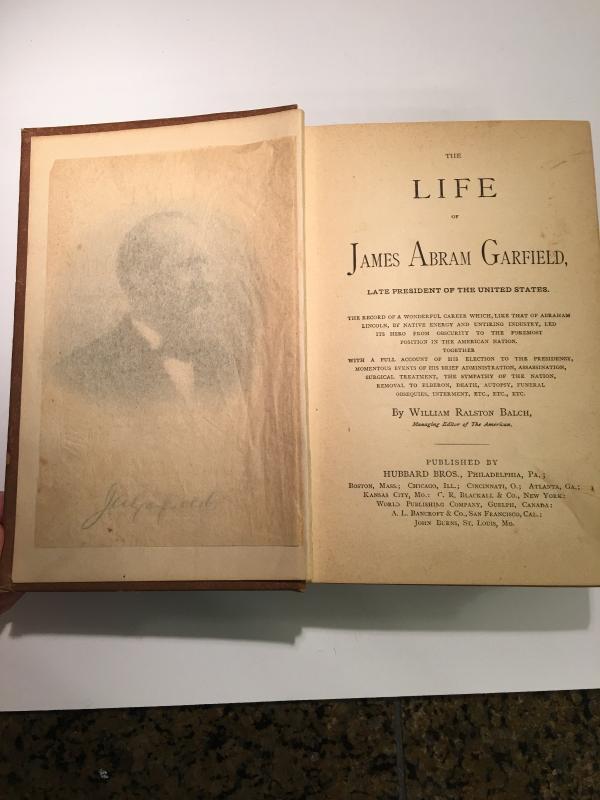 THE
LIFE
OF
JAMES ABRAM GARFIELD,
LATE PRESIDENT OF THE UNITED STATES.
THE RECORD OF A WONDERFUL CAREER WHICH, LIKE THAT OF ABRAHAM
LINCOLN, BY NATIVE ENERGY AND UNTIRING INDUSTRY, LED
ITS HERO FROM OBSCURITY TO THE FOREMOST
POSITION IN THE AMERICAN NATION.
TOGETHER
WITH A FULL ACCOUNT OF HIS ELECTION TO THE PRESIDENCY,
MOMENTOUS EVENTS OF HIS BRIEF ADMINISTRATION, ASSASSINATION,
SURGICAL TREATMENT, THE SYMPATHY OF THE NATION,
REMOVAL TO ELBERON, DEATH, AUTOPSY, FUNERAL
OBSEQUIES, INTERMENT, ETC., ETC., ETC.
By WILLIAM RALSTON BALCH,
Managing Editor of The American.
PUBLISHED BY
HUBBARD BROS., PHILADELPHIA, PA.;
BOSTON, MASS.; CHICAGO, ILL.; CINCINNATI, O.; ATLANTA, GA.;
KANSAS CITY, MO.: C. R. BLACKALL & CO., NEW YORK:
WORLD PUBLISHING COMPANY, GUELPH, CANADA:
A. L. BANCROFT & CO., SAN FRANCISCO, CAL.:
JOHN BURNS, ST. LOUIS, MO.